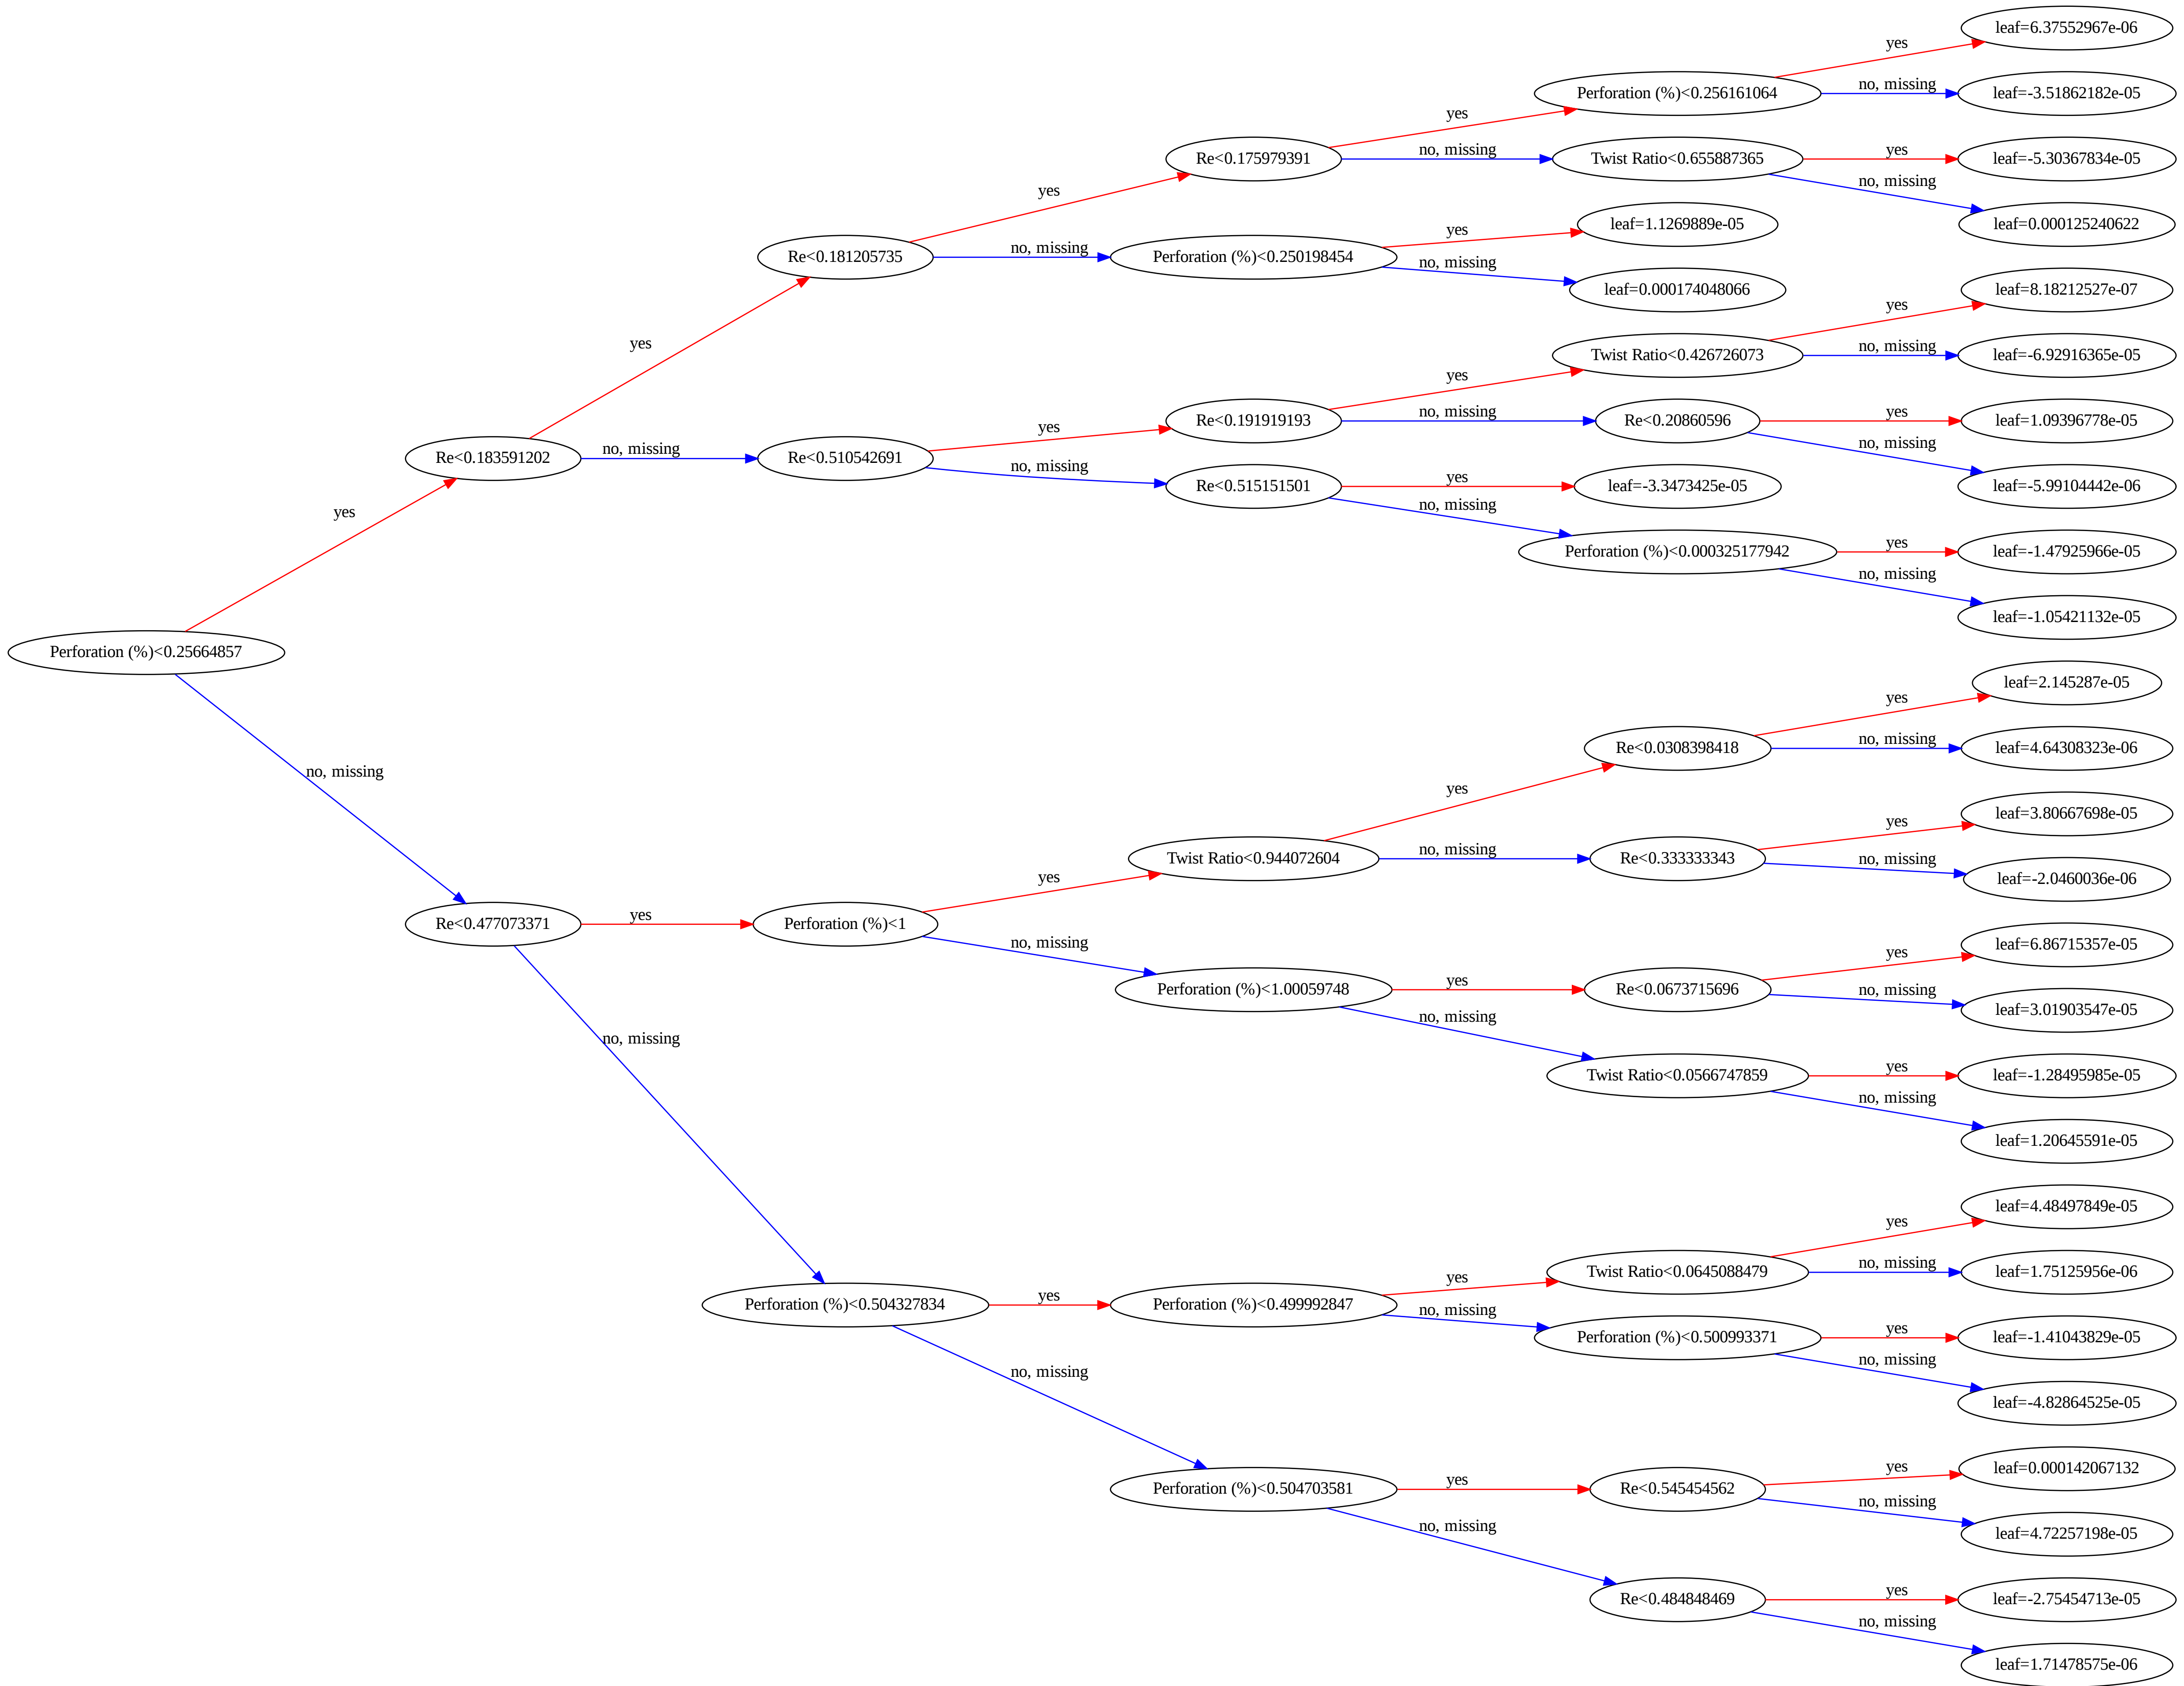 Perforation (%)<0.25664857
yes
no, missing
Re<0.183591202
yes
no, missing
Re<0.477073371
yes
no, missing
Re<0.181205735
yes
no, missing
Re<0.510542691
yes
no, missing
Perforation (%)<1
yes
no, missing
Perforation (%)<0.504327834
yes
no, missing
Re<0.175979391
yes
no, missing
Perforation (%)<0.250198454
yes
no, missing
Re<0.191919193
yes
no, missing
Re<0.515151501
yes
no, missing
Twist Ratio<0.944072604
yes
no, missing
Perforation (%)<1.00059748
yes
no, missing
Perforation (%)<0.499992847
yes
no, missing
Perforation (%)<0.504703581
yes
no, missing
Perforation (%)<0.256161064
yes
no, missing
Twist Ratio<0.655887365
yes
no, missing
leaf=1.1269889e-05
leaf=0.000174048066
Twist Ratio<0.426726073
yes
no, missing
Re<0.20860596
yes
no, missing
leaf=-3.3473425e-05
Perforation (%)<0.000325177942
yes
no, missing
Re<0.0308398418
yes
no, missing
Re<0.333333343
yes
no, missing
Re<0.0673715696
yes
no, missing
Twist Ratio<0.0566747859
yes
no, missing
Twist Ratio<0.0645088479
yes
no, missing
Perforation (%)<0.500993371
yes
no, missing
Re<0.545454562
yes
no, missing
Re<0.484848469
yes
no, missing
leaf=6.37552967e-06
leaf=-3.51862182e-05
leaf=-5.30367834e-05
leaf=0.000125240622
leaf=8.18212527e-07
leaf=-6.92916365e-05
leaf=1.09396778e-05
leaf=-5.99104442e-06
leaf=-1.47925966e-05
leaf=-1.05421132e-05
leaf=2.145287e-05
leaf=4.64308323e-06
leaf=3.80667698e-05
leaf=-2.0460036e-06
leaf=6.86715357e-05
leaf=3.01903547e-05
leaf=-1.28495985e-05
leaf=1.20645591e-05
leaf=4.48497849e-05
leaf=1.75125956e-06
leaf=-1.41043829e-05
leaf=-4.82864525e-05
leaf=0.000142067132
leaf=4.72257198e-05
leaf=-2.75454713e-05
leaf=1.71478575e-06